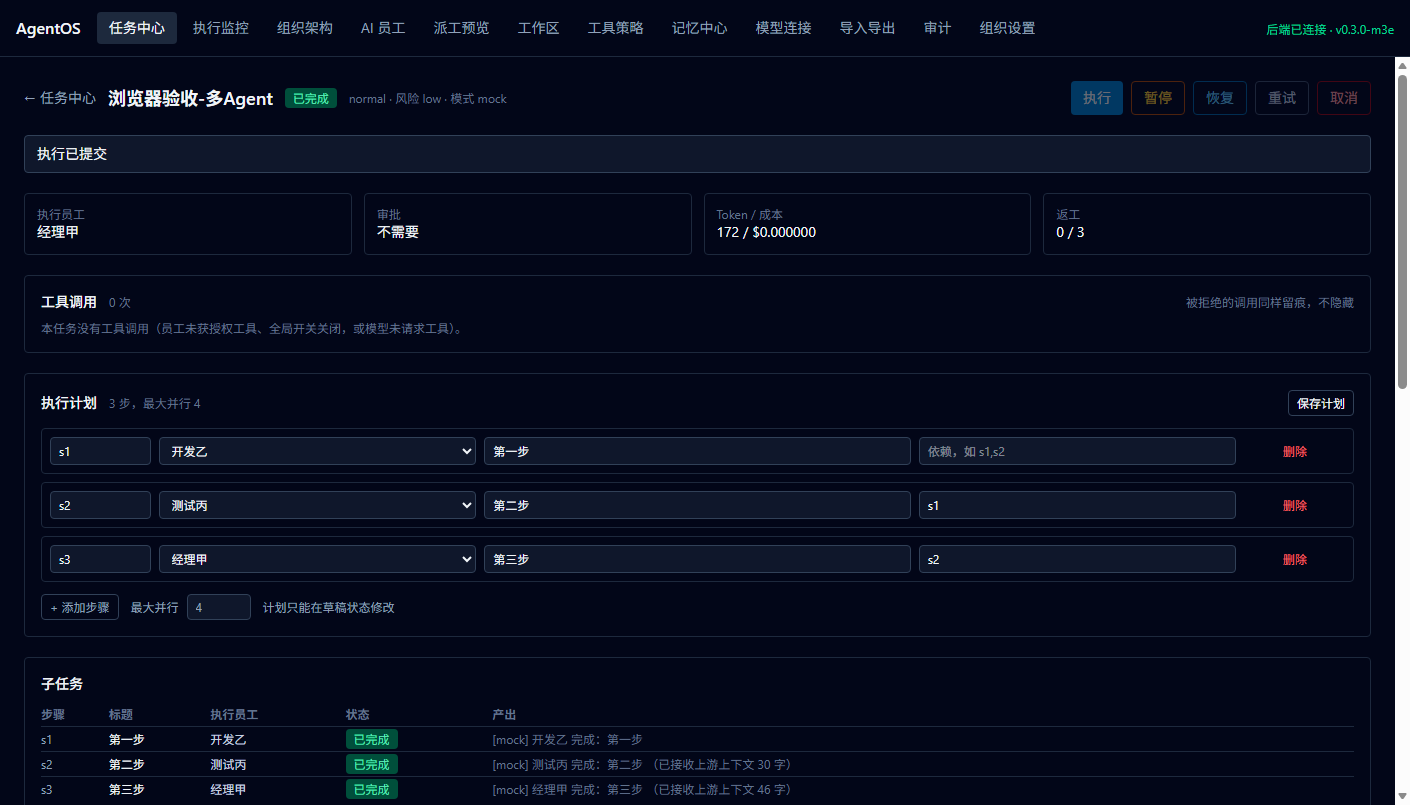 AgentOS 任务中心 执行监控 组织架构 AI 员工 派工预览 工作区 工具策略 记忆中心 模型连接 导入导出 审计 组织设置 后端已连接 · v0.3.0-m3e
← 任务中心 浏览器验收-多Agent 已完成 normal · 风险 low · 模式 mock 执行 暂停 恢复 重试 取消
执行已提交
执行员工 审批 Token / 成本 返工
经理甲 不需要 172 / $0.000000 0 / 3
工具调用 0 次 被拒绝的调用同样留痕，不隐藏
本任务没有工具调用（员工未获授权工具、全局开关关闭，或模型未请求工具）。
执行计划 3 步，最大并行 4 保存计划
s1 开发乙 第一步 依赖，如 s1,s2 删除
s2 测试丙 第二步 s1 删除
s3 经理甲 第三步 s2 删除
+ 添加步骤 最大并行 4 计划只能在草稿状态修改
子任务
步骤 标题 执行员工 状态 产出
s1 第一步 开发乙 已完成 [mock] 开发乙 完成：第一步
s2 第二步 测试丙 已完成 [mock] 测试丙 完成：第二步 （已接收上游上下文 30 字）
s3 第三步 经理甲 已完成 [mock] 经理甲 完成：第三步 （已接收上游上下文 46 字）